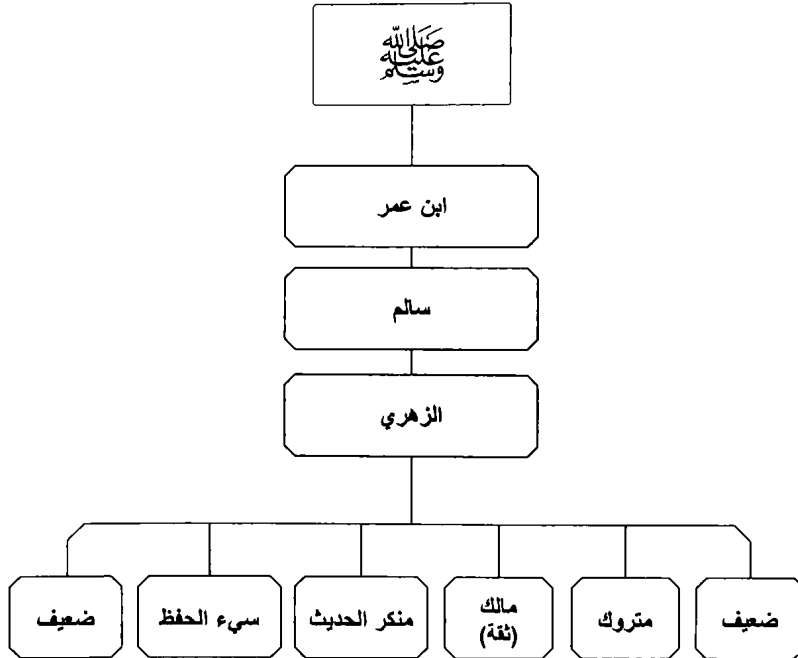 صلى الله
عليه
وسلم
ابن عمر
سالم
الزهري
ضعيف
متروك
مالك
(ثقة)
منكر الحديث
سيء الحفظ
ضعيف